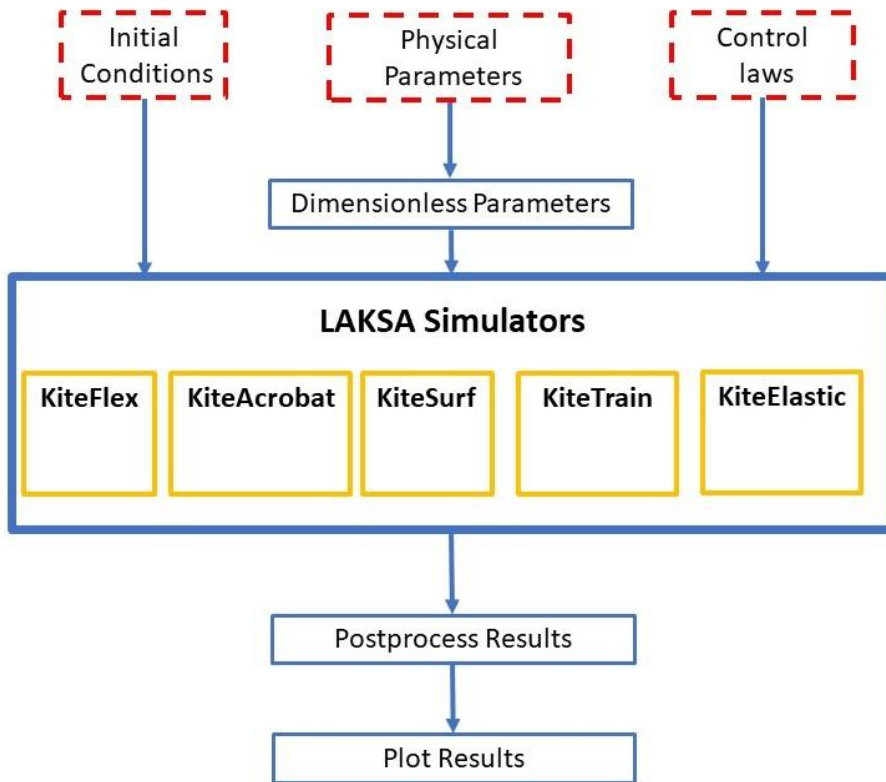 Initial
Conditions
Physical
Parameters
Control
laws
Dimensionless Parameters
LAKSA Simulators
KiteFlex
KiteAcrobat
KiteSurf
KiteTrain
KiteElastic
Postprocess Results
Plot Results